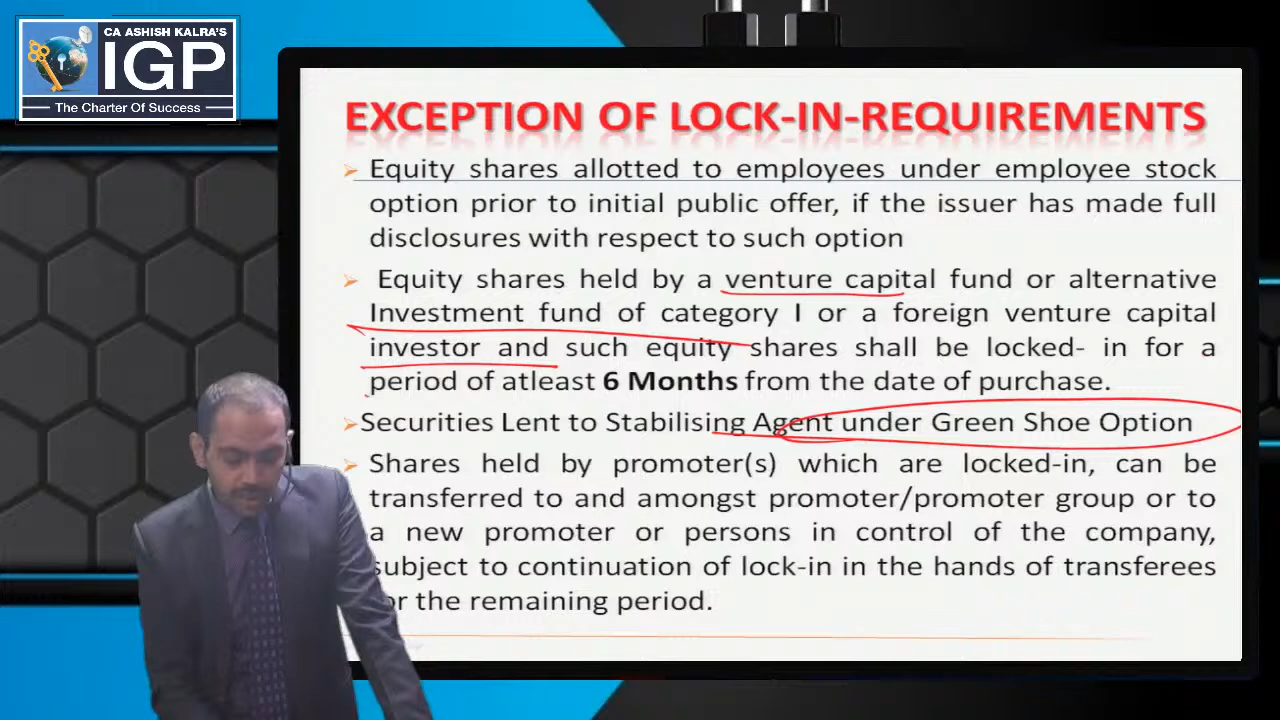 CA ASHISH KALRA'S
IGP
The Charter Of Success
EXCEPTION OF LOCK-IN-REQUIREMENTS
Equity shares allotted to employees under employee stock
option prior to initial public offer, if the issuer has made full
disclosures with respect to such option
Equity shares held by a venture capital fund or alternative
Investment fund of category I or a foreign venture capital
investor and such equity shares shall be locked- in for a
period of atleast 6 Months from the date of purchase.
Securities Lent to Stabilising Agent under Green Shoe Option
Shares held by promoter(s) which are locked-in, can be
transferred to and amongst promoter/promoter group or to
a new promoter or persons in control of the company,
subject to continuation of lock-in in the hands of transferees
the remaining period.